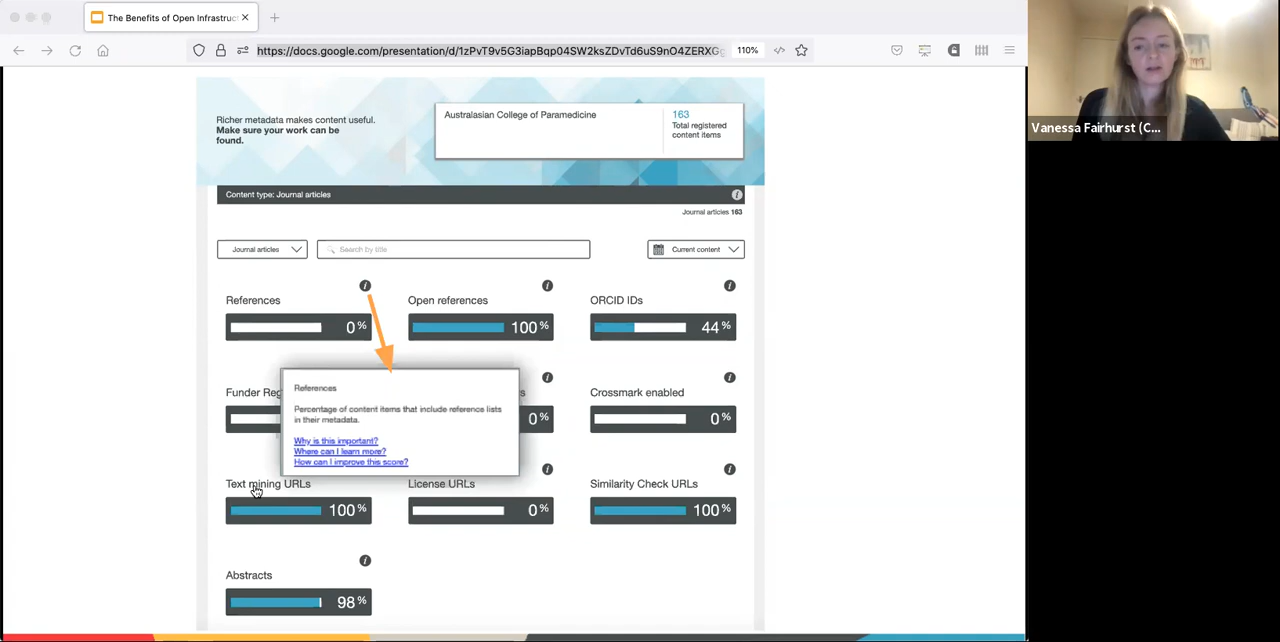 The Benefits of Open Infrastruc
https://docs.google.com/presentation/d/1zPvT9v5G3iapBqp04SW2ksZDvTd6uS9nO4ZERXGg
110%
Vanessa Fairhurst (C...
Richer metadata makes content useful.
Make sure your work can be
found.
Australasian College of Paramedicine
163
Total registered
content items
Content type: Journal articles
Journal articles 163
Journal articles
Search by title
Current content
References
Open references
ORCID IDs
0%
100%
44%
Funder Reg
s
Crossmark enabled
0%
0%
References
Percentage of content items that include reference lists
in their metadata.
Why is this important?
Where can I learn more?
How can I improve this score?
Text mining URLs
License URLs
Similarity Check URLs
100%
0%
100%
Abstracts
98%